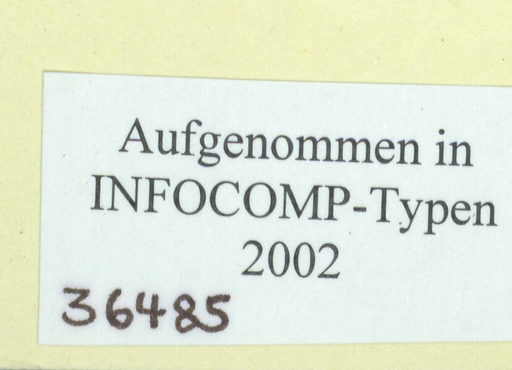 Aufgenommen in
INFOCOMP-Typen
2002
36485